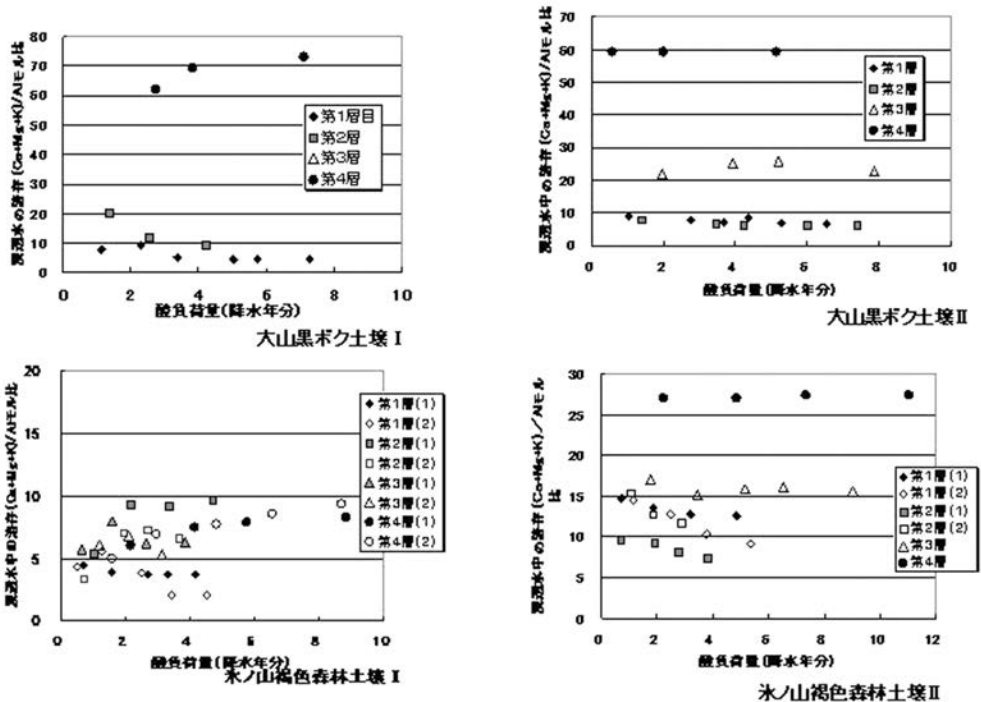 浸透水の溶存(Ca+Mg+K)/Alモル比
80
70
60
50
40
30
20
10
0
0 2 4 6 8 10
酸負荷量(降水年分)
第1層目
第2層
第3層
第4層
大山黒ボク土壌 I
浸透水中の溶存(Ca+Mg+K)/Alモル比
70
60
50
40
30
20
10
0
0 2 4 6 8 10
酸負荷量(降水年分)
第1層
第2層
第3層
第4層
大山黒ボク土壌II
浸透水中の溶存(Ca+Mg+K)/Alモル比
20
15
10
5
0
0 2 4 6 8 10
酸負荷量(降水年分)
第1層(1)
第1層(2)
第2層(1)
第2層(2)
第3層(1)
第3層(2)
第4層(1)
第4層(2)
氷ノ山褐色森林土壌 I
浸透水中の溶存(Ca+Mg+K)/Alモル
比
30
25
20
15
10
5
0
0 2 4 6 8 10 12
酸負荷量(降水年分)
第1層(1)
第1層(2)
第2層(1)
第2層(2)
第3層
第4層
氷ノ山褐色森林土壌II